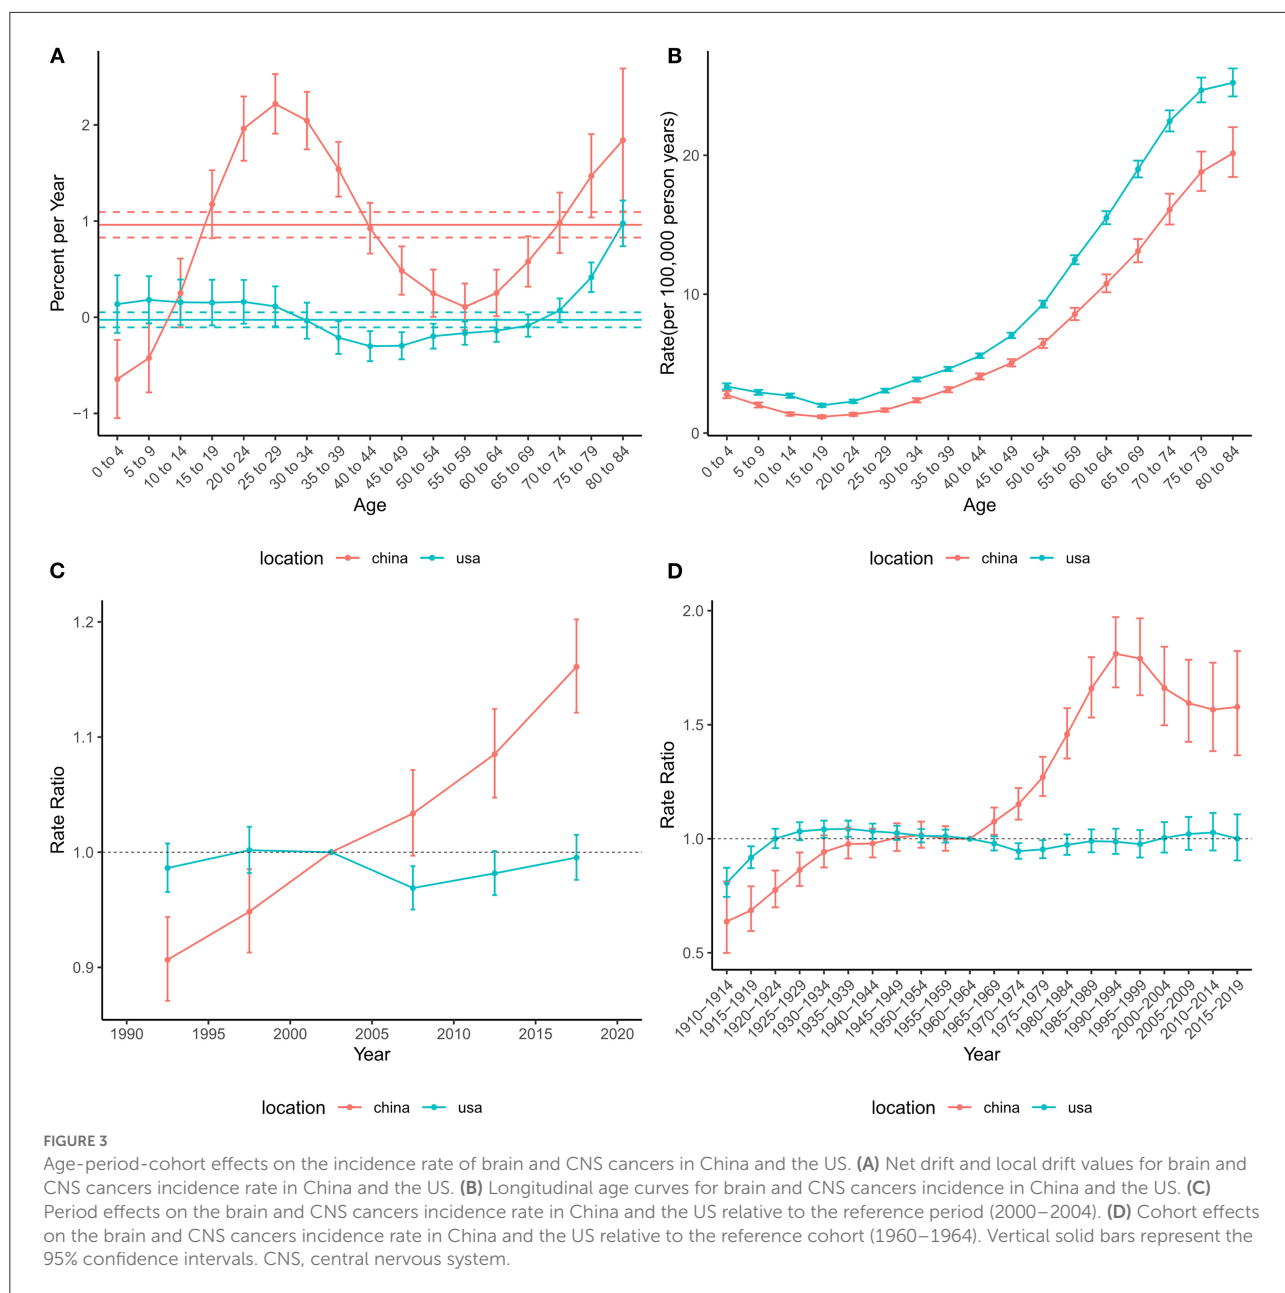 A
Percent per Year
2
1
0
−1
0 to 4
5 to 9
10 to 14
15 to 19
20 to 24
25 to 29
30 to 34
35 to 39
40 to 44
45 to 49
50 to 54
55 to 59
60 to 64
65 to 69
70 to 74
75 to 79
80 to 84
Age
location china usa
B
Rate(per 100,000 person years)
20
10
0
0 to 4
5 to 9
10 to 14
15 to 19
20 to 24
25 to 29
30 to 34
35 to 39
40 to 44
45 to 49
50 to 54
55 to 59
60 to 64
65 to 69
70 to 74
75 to 79
80 to 84
Age
location china usa
C
Rate Ratio
1.2
1.1
1.0
0.9
1990 1995 2000 2005 2010 2015 2020
Year
location china usa
D
Rate Ratio
2.0
1.5
1.0
0.5
1910−1914
1915−1919
1920−1924
1925−1929
1930−1934
1935−1939
1940−1944
1945−1949
1950−1954
1955−1959
1960−1964
1965−1969
1970−1974
1975−1979
1980−1984
1985−1989
1990−1994
1995−1999
2000−2004
2005−2009
2010−2014
2015−2019
Year
location china usa
FIGURE 3
Age-period-cohort effects on the incidence rate of brain and CNS cancers in China and the US. (A) Net drift and local drift values for brain and
CNS cancers incidence rate in China and the US. (B) Longitudinal age curves for brain and CNS cancers incidence in China and the US. (C)
Period effects on the brain and CNS cancers incidence rate in China and the US relative to the reference period (2000–2004). (D) Cohort effects
on the brain and CNS cancers incidence rate in China and the US relative to the reference cohort (1960–1964). Vertical solid bars represent the
95% confidence intervals. CNS, central nervous system.